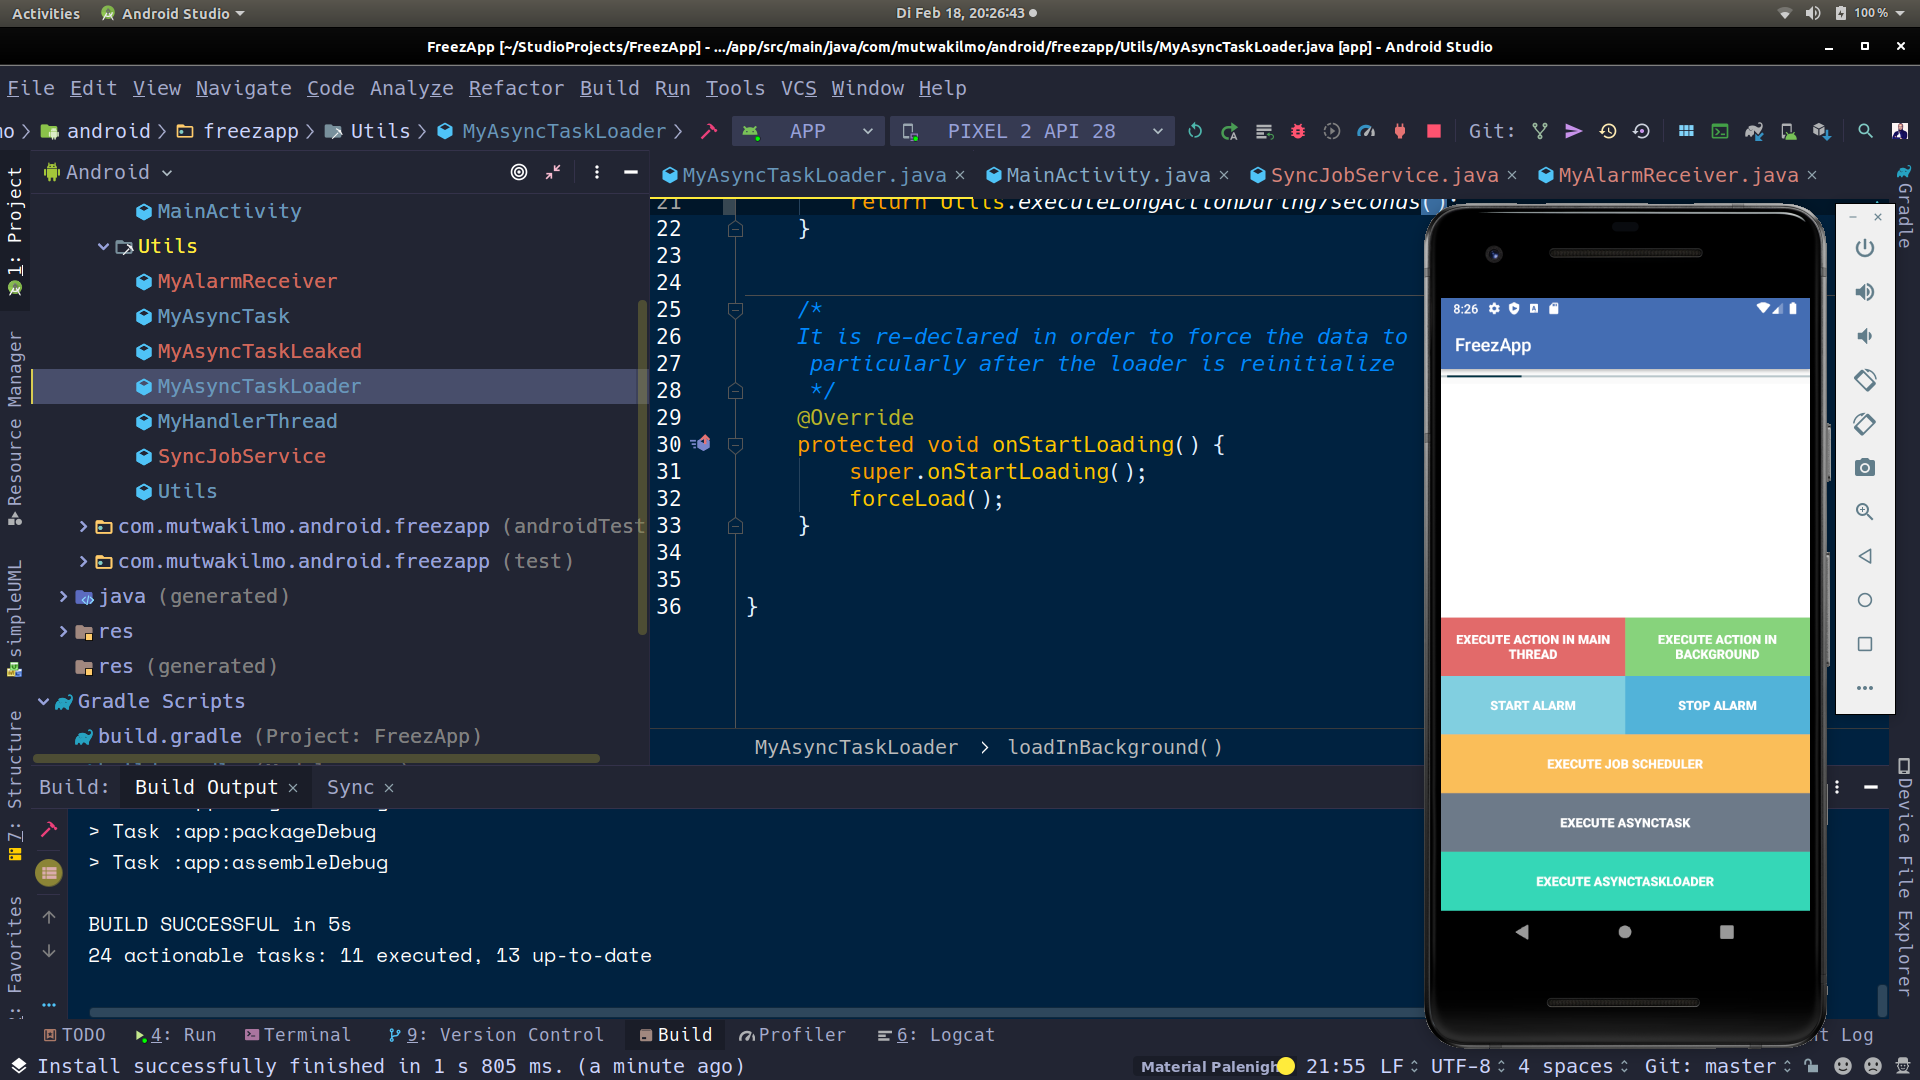 Activities Android Studio Di Feb 18, 20:26:43 100 %
FreezApp [~/StudioProjects/FreezApp] - .../app/src/main/java/com/mutwakilmo/android/freezapp/Utils/MyAsyncTaskLoader.java [app] - Android Studio
File Edit View Navigate Code Analyze Refactor Build Run Tools VCS Window Help
mo android freezapp Utils MyAsyncTaskLoader APP PIXEL 2 API 28 Git:
Android
MyAsyncTaskLoader.java MainActivity.java SyncJobService.java MyAlarmReceiver.java
1: Project
Resource Manager
simpleUML
7: Structure
2: Favorites
MainActivity
Utils
MyAlarmReceiver
MyAsyncTask
MyAsyncTaskLeaked
MyAsyncTaskLoader
MyHandlerThread
SyncJobService
Utils
com.mutwakilmo.android.freezapp (androidTest
com.mutwakilmo.android.freezapp (test)
java (generated)
res
res (generated)
Gradle Scripts
build.gradle (Project: FreezApp)
21 return Utils.executeLongActionDuring7seconds();
22 }
23
24
25 /*
26 It is re-declared in order to force the data to
27 particularly after the loader is reinitialize
28 */
29 @Override
30 protected void onStartLoading() {
31 super.onStartLoading();
32 forceLoad();
33 }
34
35
36 }
MyAsyncTaskLoader > loadInBackground()
Gradle
Device File Explorer
8:26
FreezApp
EXECUTE ACTION IN MAIN
THREAD
EXECUTE ACTION IN
BACKGROUND
START ALARM STOP ALARM
EXECUTE JOB SCHEDULER
EXECUTE ASYNCTASK
EXECUTE ASYNCTASKLOADER
Build: Build Output Sync
> Task :app:packageDebug
> Task :app:assembleDebug
BUILD SUCCESSFUL in 5s
24 actionable tasks: 11 executed, 13 up-to-date
TODO 4: Run Terminal 9: Version Control Build Profiler 6: Logcat t Log
Install successfully finished in 1 s 805 ms. (a minute ago) Material Palenigh 21:55 LF UTF-8 4 spaces Git: master